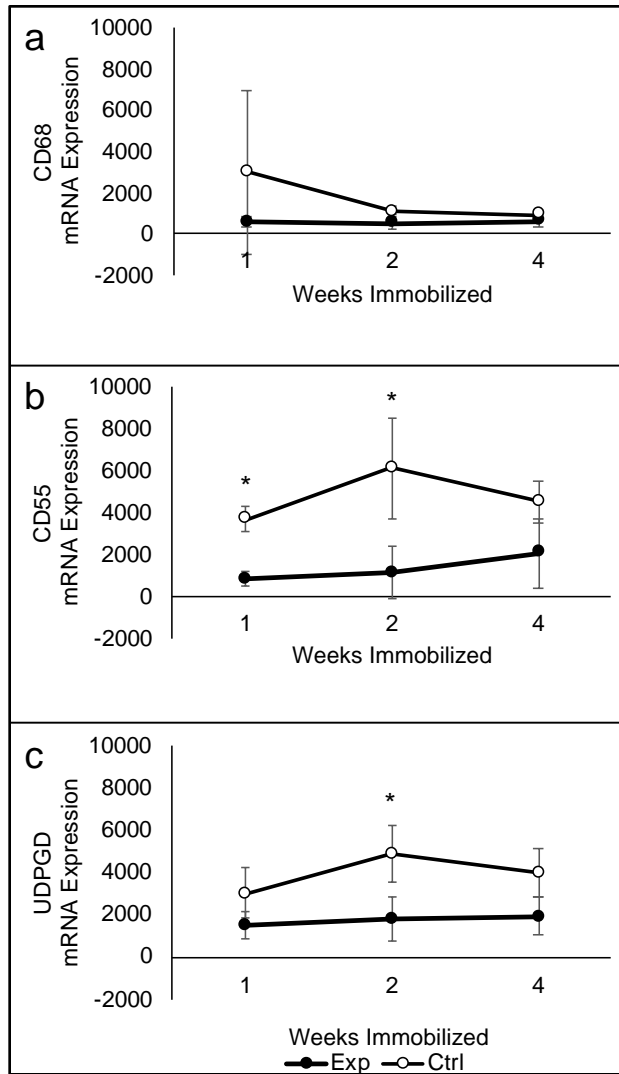 a
CD68
mRNA Expression
10000
8000
6000
4000
2000
0
-2000
*
1 2 4
Weeks Immobilized
b
CD55
mRNA Expression
10000
8000
6000
4000
2000
0
-2000
* *
1 2 4
Weeks Immobilized
c
UDPGD
mRNA Expression
10000
8000
6000
4000
2000
0
-2000
*
1 2 4
Weeks Immobilized
Exp Ctrl